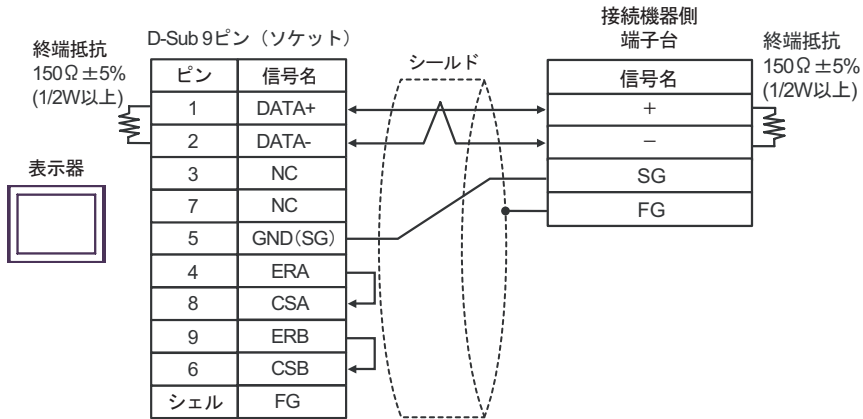 接続機器側
端子台
終端抵抗
150Ω±5%
(1/2W以上)
D-Sub 9ピン（ソケット）
シールド
終端抵抗
150Ω±5%
(1/2W以上)
ピン 信号名
1 DATA+
2 DATA-
3 NC
7 NC
5 GND(SG)
4 ERA
8 CSA
9 ERB
6 CSB
シェル FG
表示器
信号名
+
−
SG
FG